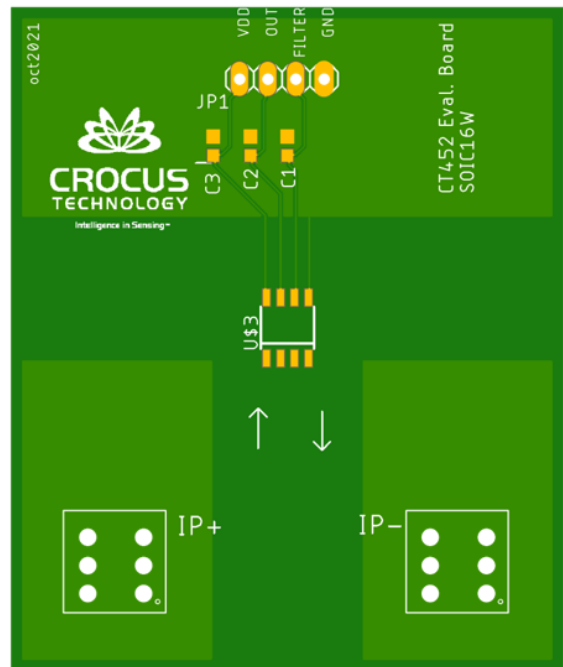 VDD
OUT
FILTER
GND
oct2021
JP1
CT452 Eval. Board
SOIC16W
CROCUS
TECHNOLOGY
Intelligence in Sensing™
C3
C2
C1
U$3
IP+
IP-